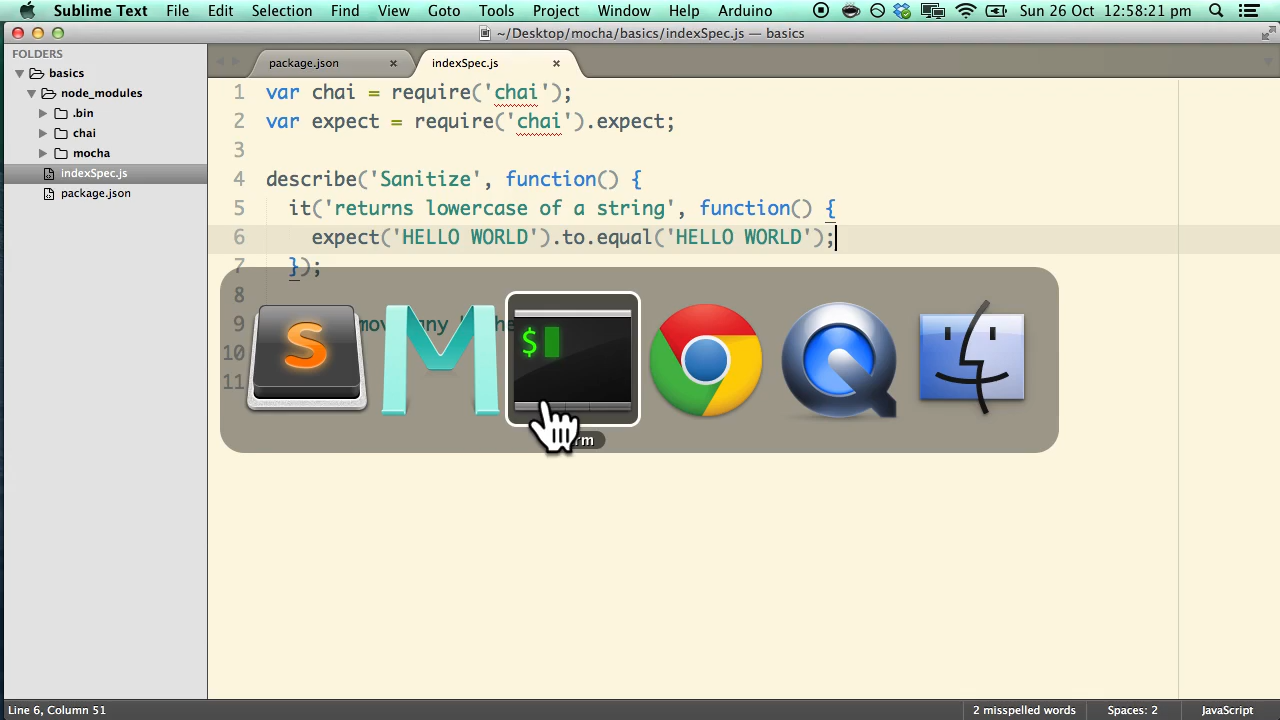 Sublime Text File Edit Selection Find View Goto Tools Project Window Help Arduino Sun 26 Oct 12:58:21 pm
~/Desktop/mocha/basics/indexSpec.js — basics
FOLDERS
basics
node_modules
.bin
chai
mocha
indexSpec.js
package.json
package.json indexSpec.js
1 var chai = require('chai');
2 var expect = require('chai').expect;
3
4 describe('Sanitize', function() {
5 it('returns lowercase of a string', function() {
6 expect('HELLO WORLD').to.equal('HELLO WORLD');
7 });
8
9
10
11
S $
Line 6, Column 51 2 misspelled words Spaces: 2 JavaScript